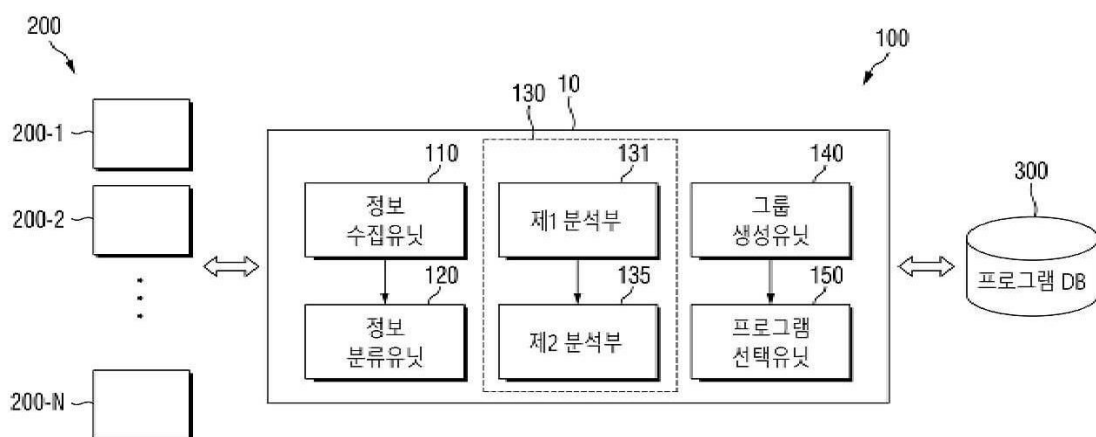 200
100
200-1
200-2
200-N
10
130
110
정보
수집유닛
120
정보
분류유닛
131
제1 분석부
135
제2 분석부
140
그룹
생성유닛
150
프로그램
선택유닛
300
프로그램 DB